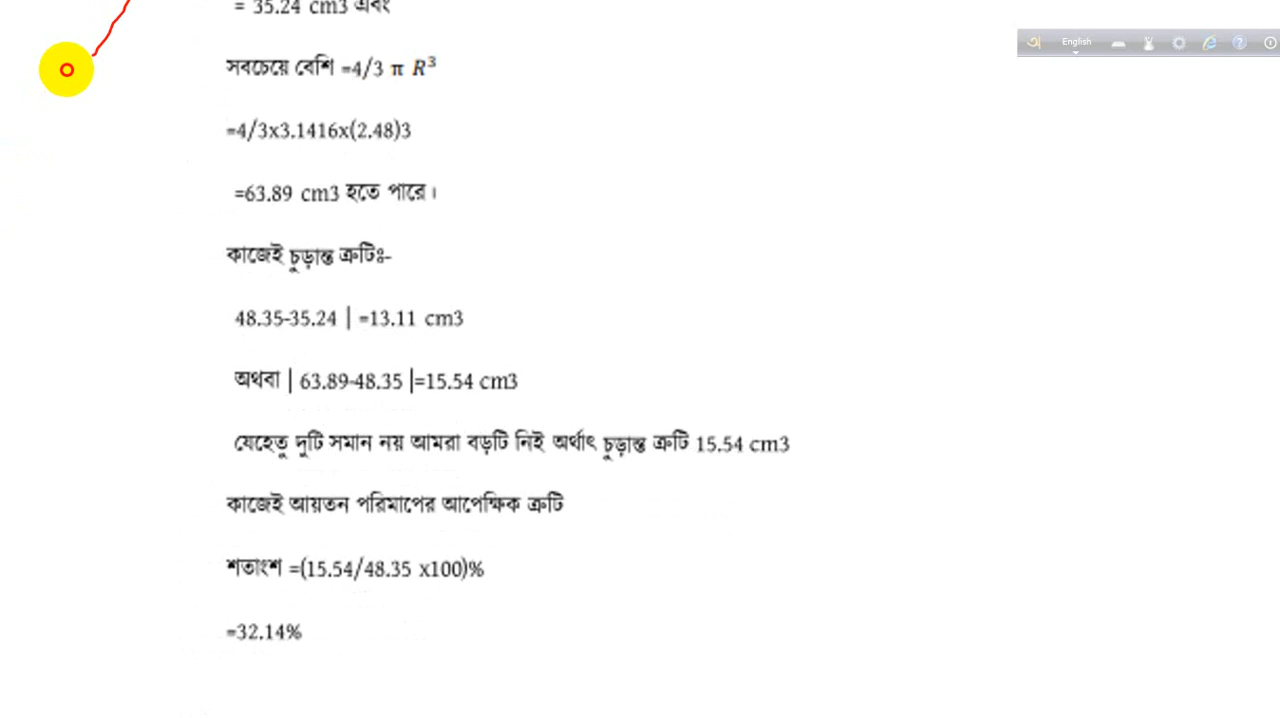 = 35.24 cm3 এবং
English
সবচেয়ে বেশি =4/3 π R³
=4/3x3.1416x(2.48)3
=63.89 cm3 হতে পারে।
কাজেই চুড়ান্ত ত্রুটিঃ-
48.35-35.24 | =13.11 cm3
অথবা | 63.89-48.35 |=15.54 cm3
যেহেতু দুটি সমান নয় আমরা বড়টি নিই অর্থাৎ চুড়ান্ত ত্রুটি 15.54 cm3
কাজেই আয়তন পরিমাপের আপেক্ষিক ত্রুটি
শতাংশ =(15.54/48.35 x100)%
=32.14%